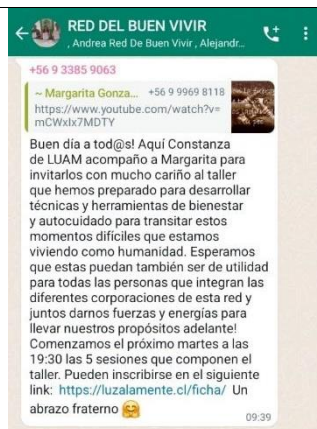 RED DEL BUEN VIVIR
, Andrea Red De Buen Vivir , Alejandr...
+56 9 3385 9063
~ Margarita Gonza... +56 9 9969 8118
https://www.youtube.com/watch?v=
mCWxIx7MDTY
Buen día a tod@s! Aquí Constanza
de LUAM acompaño a Margarita para
invitarlos con mucho cariño al taller
que hemos preparado para desarrollar
técnicas y herramientas de bienestar
y autocuidado para transitar estos
momentos difíciles que estamos
viviendo como humanidad. Esperamos
que estas puedan también ser de utilidad
para todas las personas que integran las
diferentes corporaciones de esta red y
juntos darnos fuerzas y energías para
llevar nuestros propósitos adelante!
Comenzamos el próximo martes a las
19:30 las 5 sesiones que componen el
taller. Pueden inscribirse en el siguiente
link: https://luzalamente.cl/ficha/ Un
abrazo fraterno 🤗
09:39